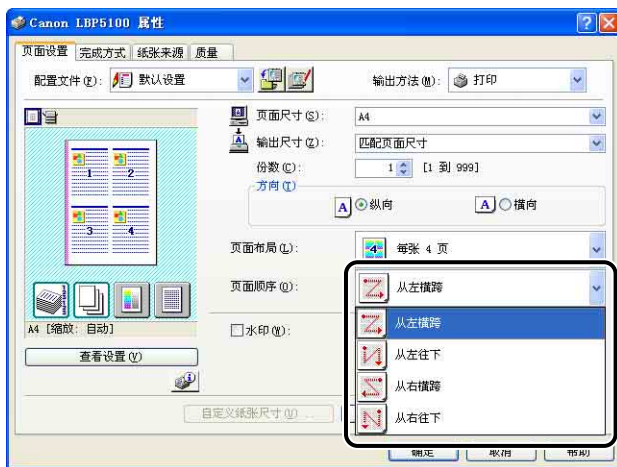 Canon LBP5100 属性
页面设置 完成方式 纸张来源 质量
配置文件(F): 默认设置 输出方法(M): 打印
页面尺寸(S): A4
输出尺寸(Z): 匹配页面尺寸
份数(C): 1 [1 到 999]
方向(T)
A 纵向 A 横向
1 2
3 4
页面布局(L): 4 每张 4 页
页面顺序(O): 从左横跨
A4 [缩放: 自动]
水印(W):
从左横跨
从左往下
从右横跨
从右往下
查看设置(V)
自定义纸张尺寸(U)...
确定 取消 帮助